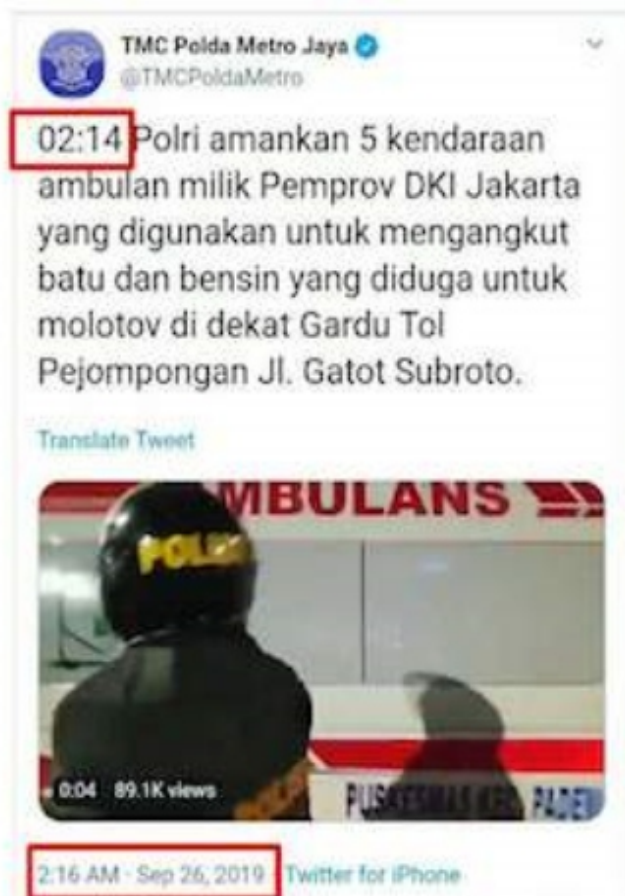 TMC Polda Metro Jaya
@TMCPoldaMetro
02:14 Polri amankan 5 kendaraan
ambulan milik Pemprov DKI Jakarta
yang digunakan untuk mengangkut
batu dan bensin yang diduga untuk
molotov di dekat Gardu Tol
Pejompongan Jl. Gatot Subroto.
Translate Tweet
MBULANS
POLISI
0:04 89.1K views
PUSKESMAS KEC
2:16 AM · Sep 26, 2019 Twitter for iPhone